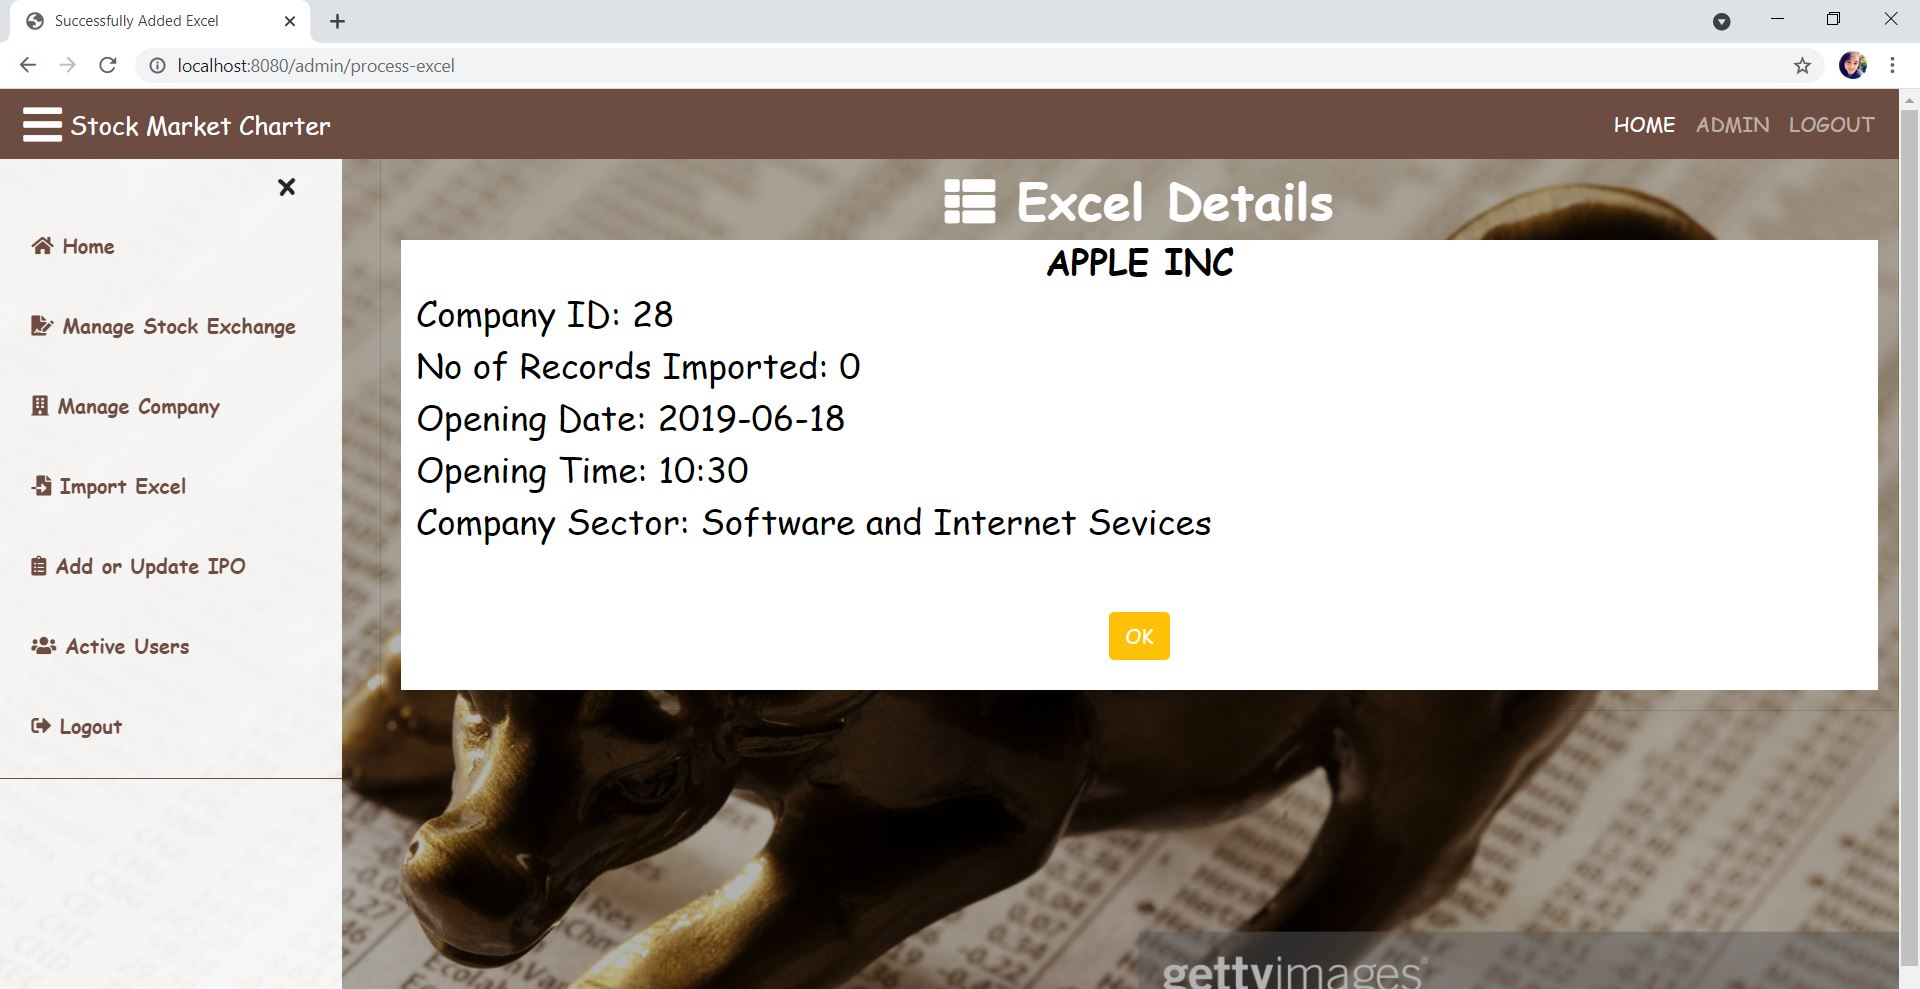 Successfully Added Excel
localhost:8080/admin/process-excel
Stock Market Charter
HOME ADMIN LOGOUT
Home
Manage Stock Exchange
Manage Company
Import Excel
Add or Update IPO
Active Users
Logout
Excel Details
APPLE INC
Company ID: 28
No of Records Imported: 0
Opening Date: 2019-06-18
Opening Time: 10:30
Company Sector: Software and Internet Sevices
OK
gettyimages®